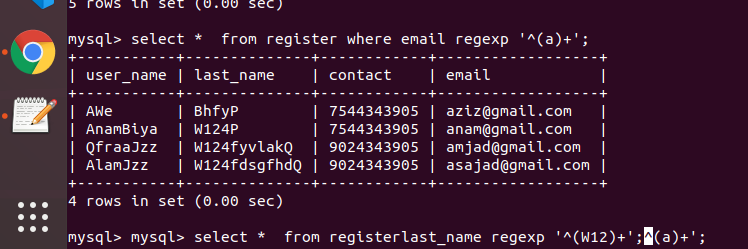 5 rows in set (0.00 sec)
mysql> select *  from register where email regexp '^(a)+';
+-----------+--------------+------------+------------------+
| user_name | last_name    | contact    | email            |
+-----------+--------------+------------+------------------+
| AWe       | BhfyP        | 7544343905 | aziz@gmail.com   |
| AnamBiya  | W124P        | 7544343905 | anam@gmail.com   |
| QfraaJzz  | W124fyvlakQ  | 9024343905 | amjad@gmail.com  |
| AlamJzz   | W124fdsgfhdQ | 9024343905 | asajad@gmail.com |
+-----------+--------------+------------+------------------+
4 rows in set (0.00 sec)
mysql> mysql> select *  from registerlast_name regexp '^(W12)+';^(a)+';